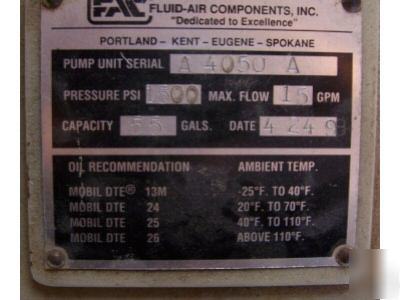 FAC FLUID-AIR COMPONENTS, INC.
"Dedicated to Excellence"
PORTLAND - KENT - EUGENE - SPOKANE
PUMP UNIT SERIAL A 4050 A
PRESSURE PSI 1500 MAX. FLOW 15 GPM
CAPACITY 55 GALS. DATE
OIL RECOMMENDATION AMBIENT TEMP.
MOBIL DTE® 13M -25°F. TO 40°F.
MOBIL DTE 24 20°F. TO 70°F.
MOBIL DTE 25 40°F. TO 110°F.
MOBIL DTE 26 ABOVE 110°F.